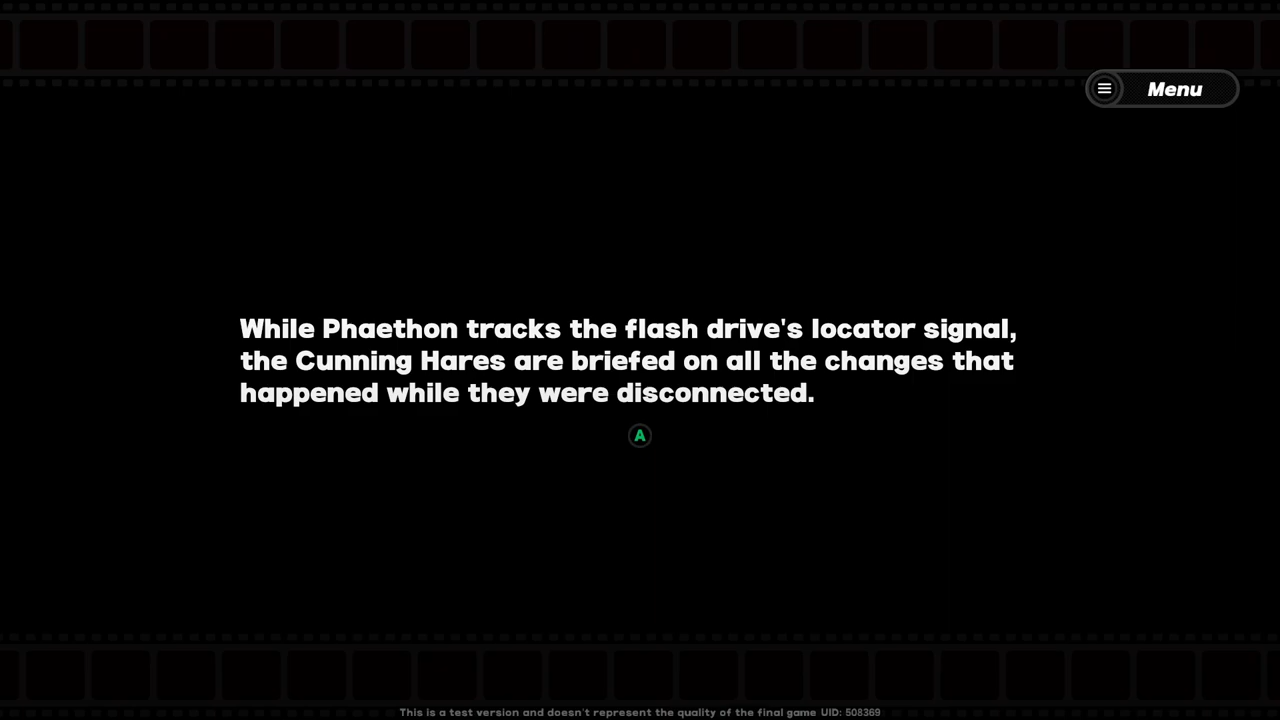 Menu
While Phaethon tracks the flash drive's locator signal,
the Cunning Hares are briefed on all the changes that
happened while they were disconnected.
A
This is a test version and doesn't represent the quality of the final game UID: 508369